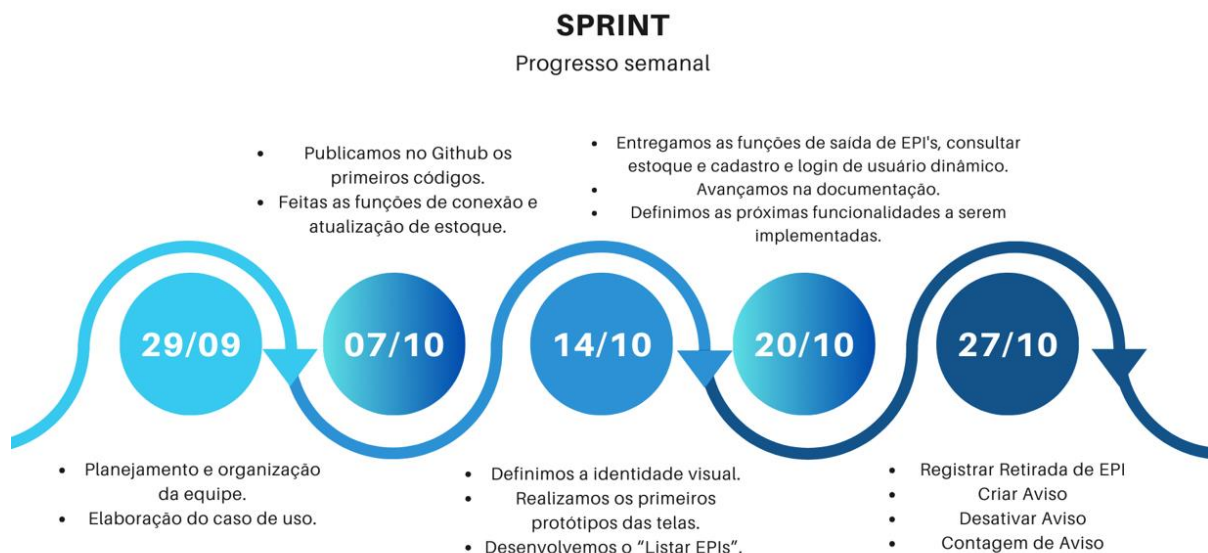 SPRINT
Progresso semanal
• Publicamos no Github os
primeiros códigos.
• Feitas as funções de conexão e
atualização de estoque.
• Entregamos as funções de saída de EPI's, consultar
estoque e cadastro e login de usuário dinâmico.
• Avançamos na documentação.
• Definimos as próximas funcionalidades a serem
implementadas.
29/09
07/10
14/10
20/10
27/10
• Planejamento e organização
da equipe.
• Elaboração do caso de uso.
• Definimos a identidade visual.
• Realizamos os primeiros
protótipos das telas.
• Desenvolvemos o “Listar EPIs”.
• Registrar Retirada de EPI
• Criar Aviso
• Desativar Aviso
• Contagem de Aviso